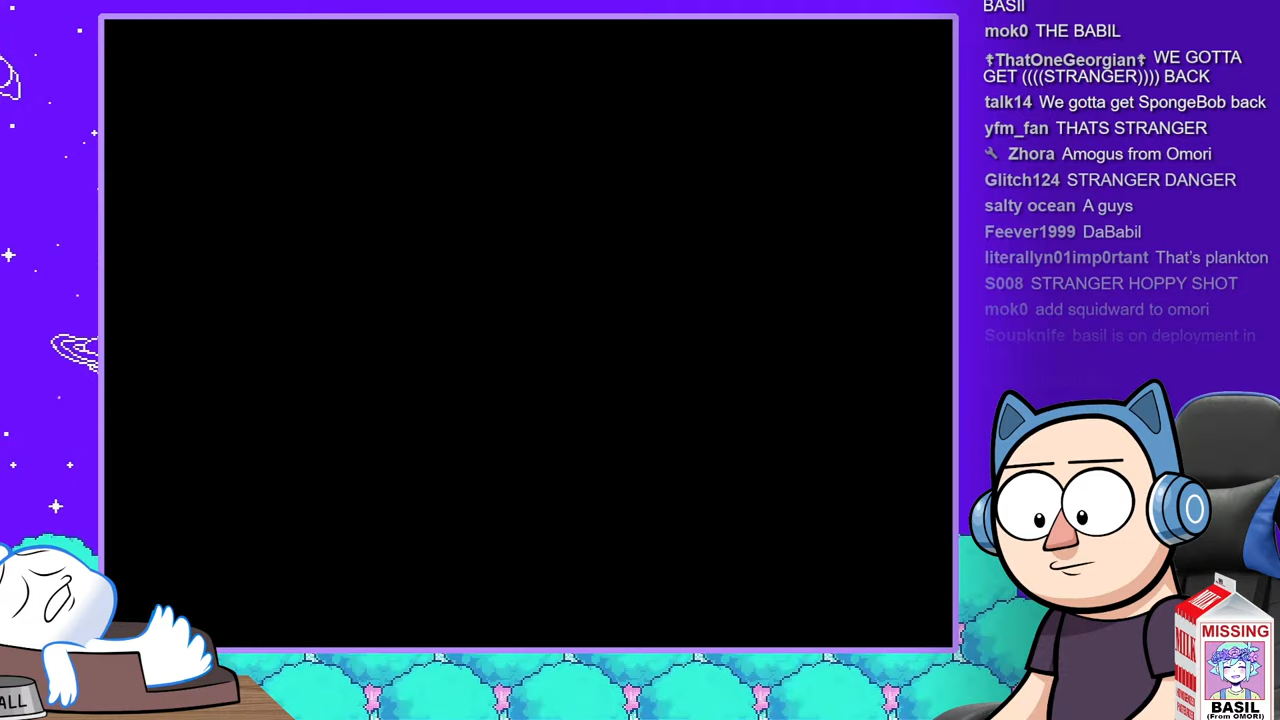 BASIl
mok0 THE BABIL
✝ThatOneGeorgian✝ WE GOTTA
GET ((((STRANGER)))) BACK
talk14 We gotta get SpongeBob back
yfm_fan THATS STRANGER
Zhora Amogus from Omori
Glitch124 STRANGER DANGER
salty ocean A guys
Feever1999 DaBabil
literallyn01imp0rtant That's plankton
S008 STRANGER HOPPY SHOT
mok0 add squidward to omori
Soupknife basil is on deployment in
MISSING
MILK
BASIL
(From OMORI)
ALL